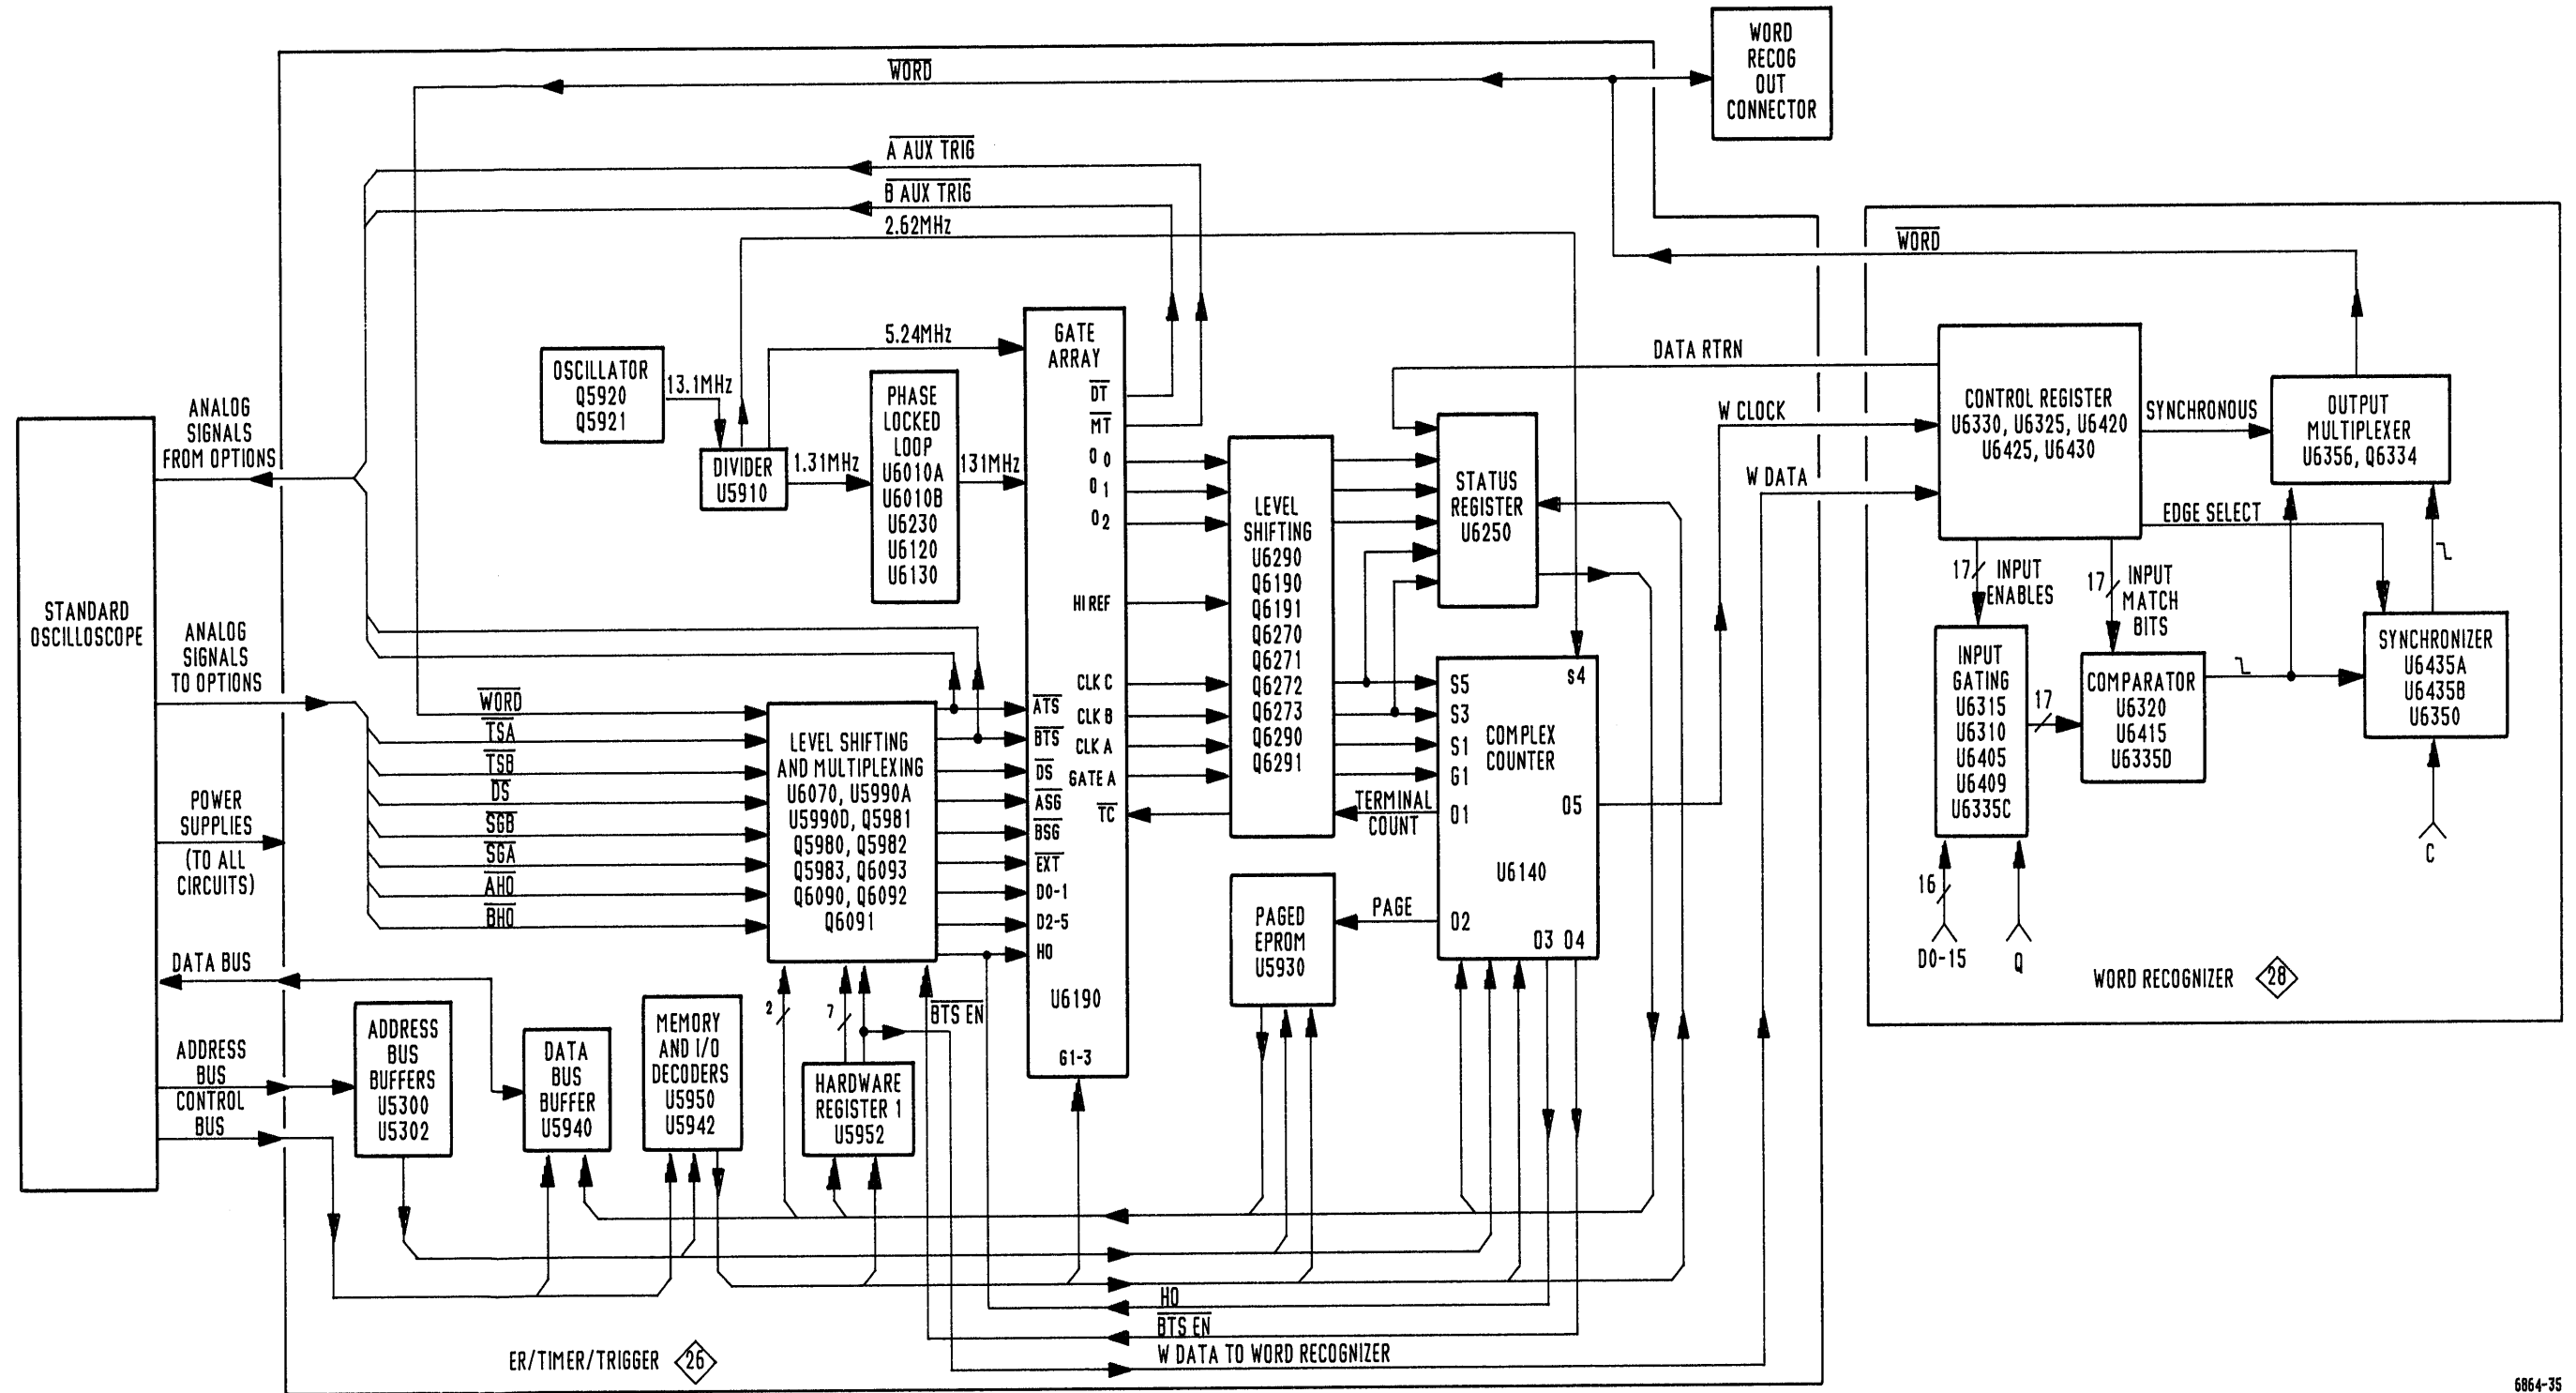 WORD
RECOG
OUT
CONNECTOR
WORD
A AUX TRIG
B AUX TRIG
2.62MHz
5.24MHz
OSCILLATOR
Q5920
Q5921
13.1MHz
DIVIDER
U5910
1.31MHz
PHASE
LOCKED
LOOP
U6010A
U6010B
U6230
U6120
U6130
131MHz
GATE
ARRAY
DT
MT
O0
O1
O2
HI REF
CLK C
CLK B
CLK A
GATE A
TC
ATS
BTS
DS
ASG
BSG
EXT
D0-1
D2-5
HO
U6190
G1-3
STANDARD
OSCILLOSCOPE
ANALOG
SIGNALS
FROM OPTIONS
ANALOG
SIGNALS
TO OPTIONS
POWER
SUPPLIES
(TO ALL
CIRCUITS)
DATA BUS
ADDRESS
BUS
CONTROL
BUS
WORD
TSA
TSB
DS
SGB
SGA
AHO
BHO
LEVEL SHIFTING
AND MULTIPLEXING
U6070, U5990A
U5990D, Q5981
Q5980, Q5982
Q5983, Q6093
Q6090, Q6092
Q6091
ADDRESS
BUS
BUFFERS
U5300
U5302
DATA
BUS
BUFFER
U5940
MEMORY
AND I/O
DECODERS
U5950
U5942
2
7
BTS EN
HARDWARE
REGISTER 1
U5952
LEVEL
SHIFTING
U6290
Q6190
Q6191
Q6270
Q6271
Q6272
Q6273
Q6290
Q6291
STATUS
REGISTER
U6250
DATA RTRN
W CLOCK
W DATA
S4
S5
S3
S1
G1
O1
O2
O3 O4
O5
COMPLEX
COUNTER
U6140
TERMINAL
COUNT
PAGE
PAGED
EPROM
U5930
HO
BTS EN
W DATA TO WORD RECOGNIZER
ER/TIMER/TRIGGER 26
WORD
CONTROL REGISTER
U6330, U6325, U6420
U6425, U6430
SYNCHRONOUS
OUTPUT
MULTIPLEXER
U6356, Q6334
EDGE SELECT
17
INPUT
ENABLES
17
INPUT
MATCH
BITS
INPUT
GATING
U6315
U6310
U6405
U6409
U6335C
17
COMPARATOR
U6320
U6415
U6335D
SYNCHRONIZER
U6435A
U6435B
U6350
C
16
D0-15
Q
WORD RECOGNIZER 28
6864-35